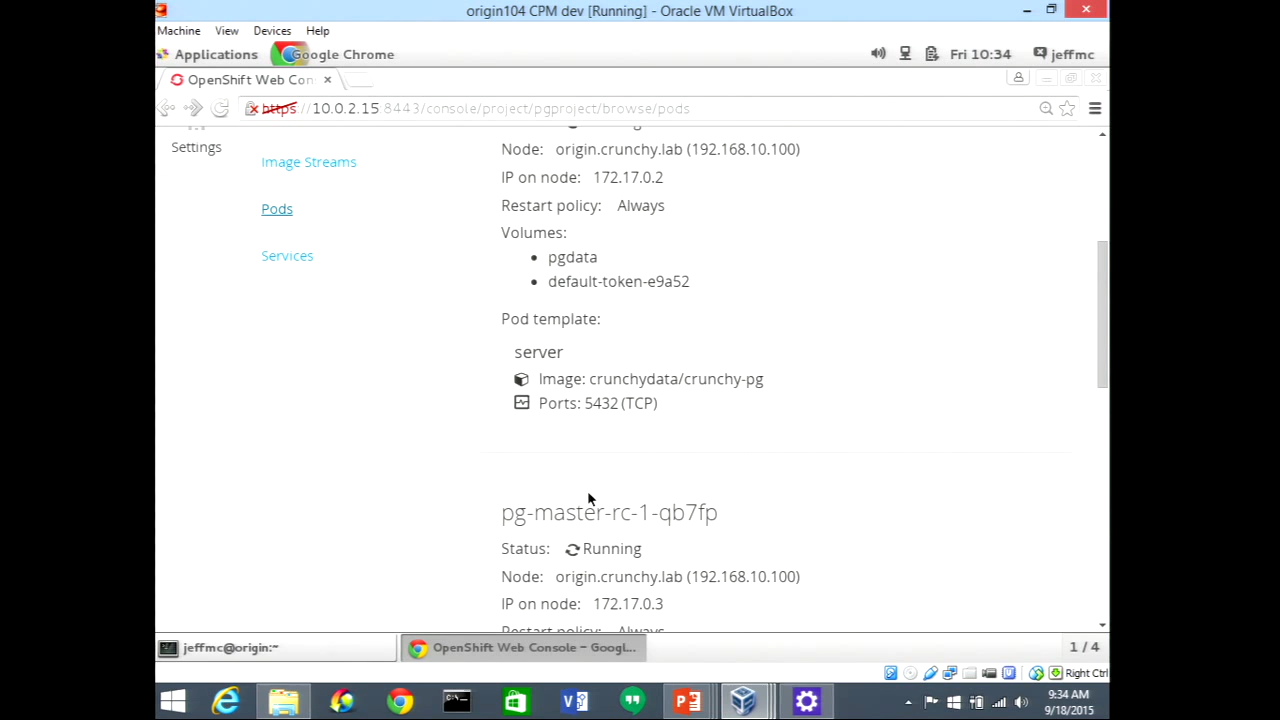 origin104 CPM dev [Running] - Oracle VM VirtualBox
Machine View Devices Help
Applications Google Chrome Fri 10:34 jeffmc
OpenShift Web Con
https://10.0.2.15:8443/console/project/pgproject/browse/pods
Settings
Image Streams
Pods
Services
Node: origin.crunchy.lab (192.168.10.100)
IP on node: 172.17.0.2
Restart policy: Always
Volumes:
pgdata
default-token-e9a52
Pod template:
server
Image: crunchydata/crunchy-pg
Ports: 5432 (TCP)
pg-master-rc-1-qb7fp
Status: Running
Node: origin.crunchy.lab (192.168.10.100)
IP on node: 172.17.0.3
Restart policy: Always
jeffmc@origin:~ OpenShift Web Console - Googl... 1 / 4
Right Ctrl
9:34 AM
9/18/2015